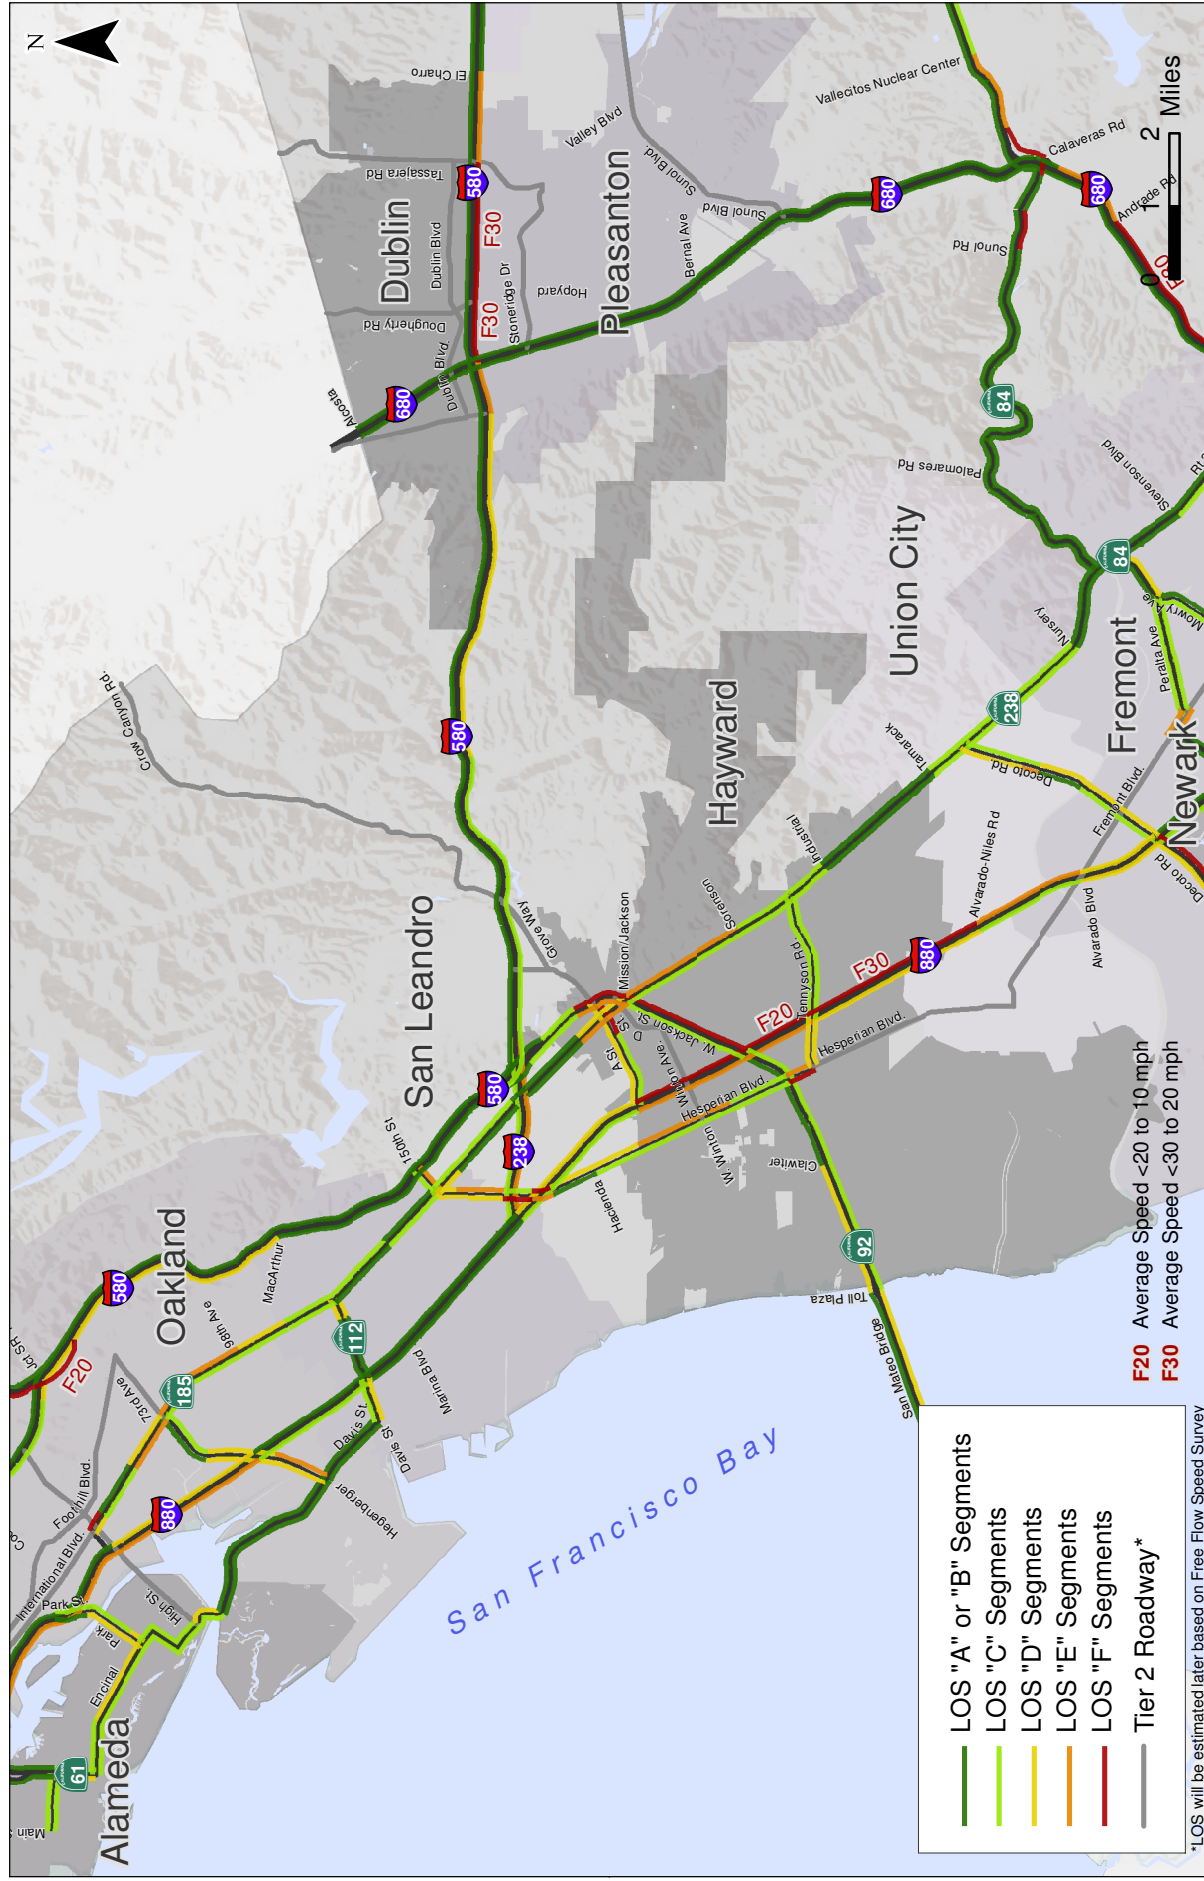 N
El Charro
Vallecitos Nuclear Center
Valley Blvd
Tassajera Rd
Calaveras Rd
580
Sunol Blvd.
680
680
Andrade Rd
Dublin
Dublin Blvd
F30
Pleasanton
Sunol Blvd
Bernal Ave
Sunol Rd
Dougherty Rd
F30
Stoneridge Dr
Hopyard
Dublin Blvd.
680
Alcosta
84
Palomares Rd
Stevenson Blvd
84
Union City
Nursery
Mowry Ave
Peralta Ave
Fremont
238
Crow Canyon Rd.
580
Hayward
Tamarack
Decoto Rd.
Fremont Blvd.
Newark
Industrial
Decoto Rd
Alvarado-Niles Rd
Alvarado Blvd
San Leandro
Grove Way
Mission/Jackson
Sorenson
Tennyson Rd.
F30
880
F20
D St.
W. Jackson St.
A St.
Winton Ave.
Hesperian Blvd.
Hesperian Blvd.
W. Winton
Clawiter
580
150th St
238
Hacienda
92
Toll Plaza
San Mateo Bridge
Oakland
580
MacArthur
98th Ave
112
Marina Blvd
Jct SR
F20
185
73rd Ave
Davis St.
Davis St
Hegenberger
880
Foothill Blvd.
International Blvd.
High St.
Park St.
Park
Encinal
61
Alameda
Main
San Francisco Bay
0 1 2 Miles
F20 Average Speed <20 to 10 mph
F30 Average Speed <30 to 20 mph
LOS "A" or "B" Segments
LOS "C" Segments
LOS "D" Segments
LOS "E" Segments
LOS "F" Segments
Tier 2 Roadway*
*LOS will be estimated later based on Free Flow Speed Survey